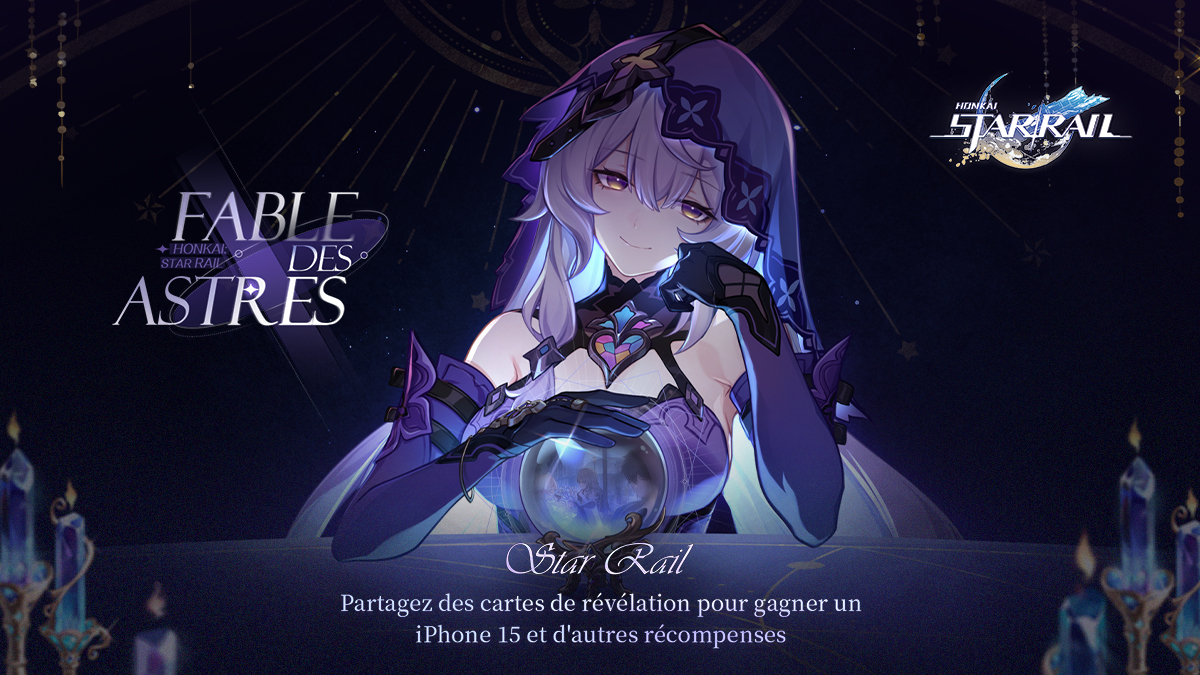 HONKAI
STAR RAIL
FABLE
HONKAI:
STAR RAIL
DES
ASTRES
Star Rail
Partagez des cartes de révélation pour gagner un
iPhone 15 et d'autres récompenses